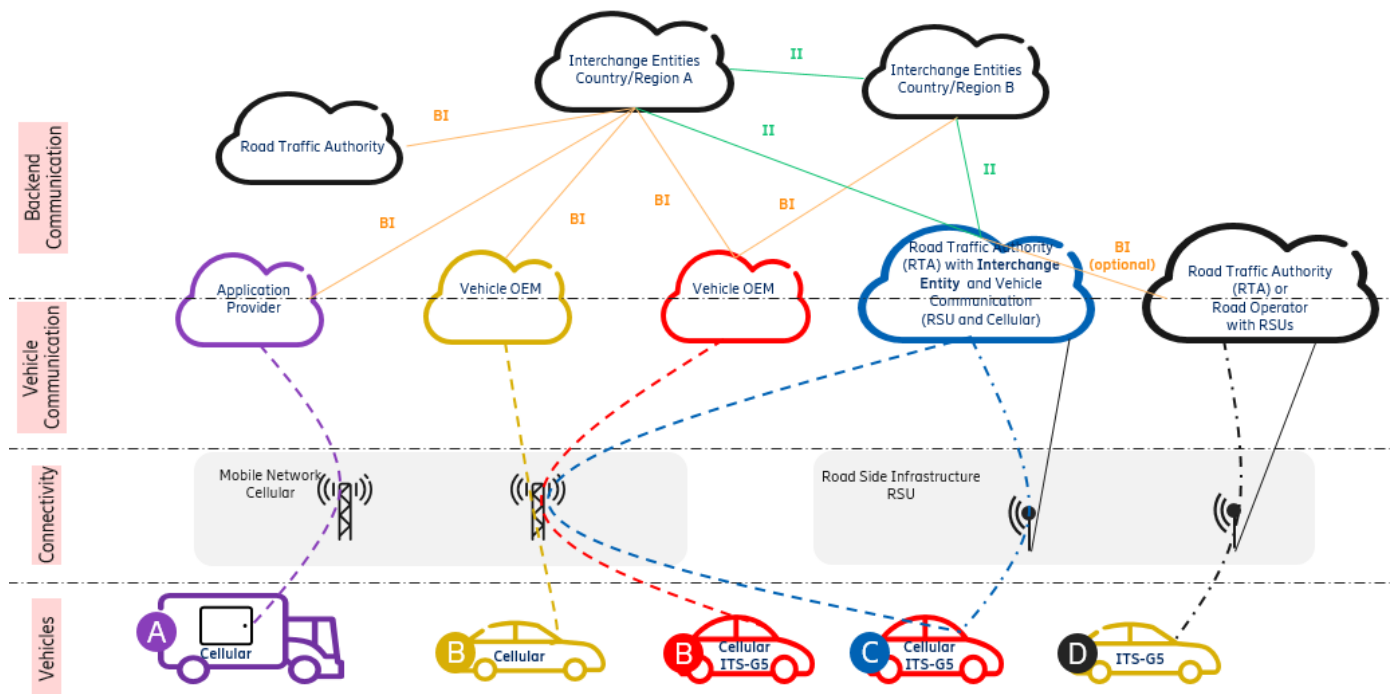 Interchange Entities
Country/Region A
II
Interchange Entities
Country/Region B
BI
Road Traffic Authority
II
II
Backend
Communication
BI
BI
BI
BI
Application
Provider
Vehicle OEM
Vehicle OEM
Road Traffic Authority
(RTA) with Interchange
Entity and Vehicle
Communication
(RSU and Cellular)
BI
(optional)
Road Traffic Authority
(RTA) or
Road Operator
with RSUs
Vehicle
Communication
Connectivity
Mobile Network
Cellular
Road Side Infrastructure
RSU
Vehicles
A
Cellular
B
Cellular
B
Cellular
ITS-G5
C
Cellular
ITS-G5
D
ITS-G5